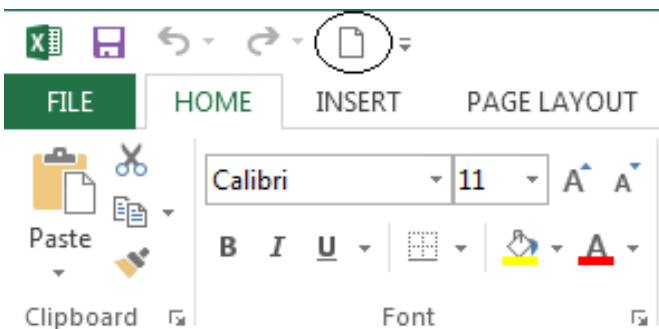 FILE HOME INSERT PAGE LAYOUT
Calibri 11 A A
Paste B I U A
Clipboard Font